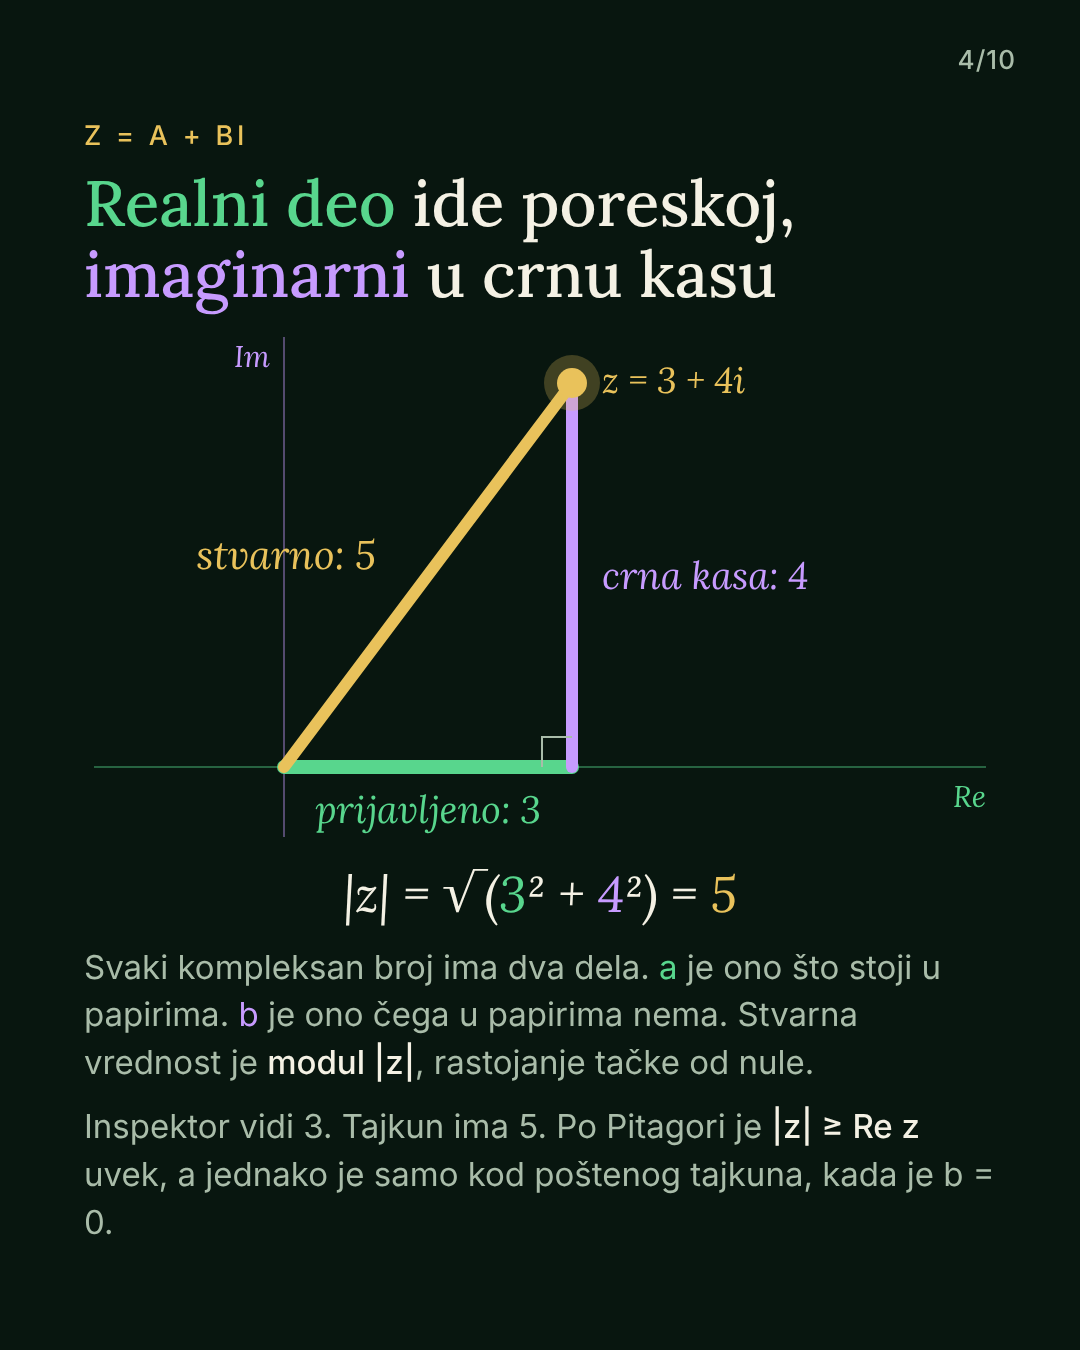 4/10
Z = A + BI
Realni deo ide poreskoj,
imaginarni u crnu kasu
Im
z = 3 + 4i
stvarno: 5
crna kasa: 4
Re
prijavljeno: 3
|z| = √(3² + 4²) = 5
Svaki kompleksan broj ima dva dela. a je ono što stoji u
papirima. b je ono čega u papirima nema. Stvarna
vrednost je modul |z|, rastojanje tačke od nule.
Inspektor vidi 3. Tajkun ima 5. Po Pitagori je |z| ≥ Re z
uvek, a jednako je samo kod poštenog tajkuna, kada je b =
0.